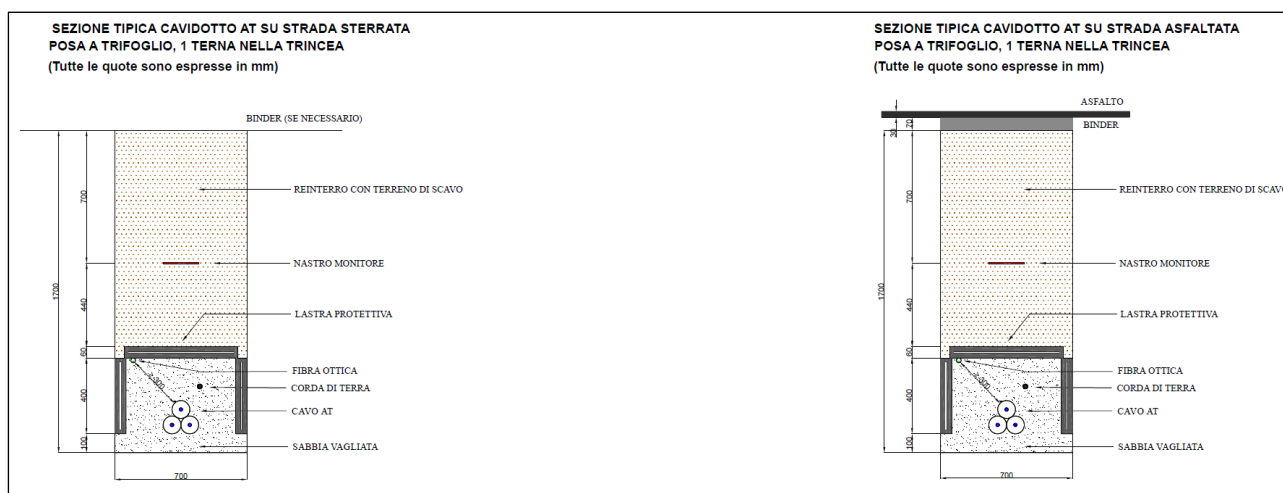 SEZIONE TIPICA CAVIDOTTO AT SU STRADA STERRATA
POSA A TRIFOGLIO, 1 TERNA NELLA TRINCEA
(Tutte le quote sono espresse in mm)
BINDER (SE NECESSARIO)
REINTERRO CON TERRENO DI SCAVO
NASTRO MONITORE
LASTRA PROTETTIVA
FIBRA OTTICA
CORDA DI TERRA
CAVO AT
SABBIA VAGLIATA
1700
700
440
60
400
100
≥300
700
SEZIONE TIPICA CAVIDOTTO AT SU STRADA ASFALTATA
POSA A TRIFOGLIO, 1 TERNA NELLA TRINCEA
(Tutte le quote sono espresse in mm)
ASFALTO
BINDER
REINTERRO CON TERRENO DI SCAVO
NASTRO MONITORE
LASTRA PROTETTIVA
FIBRA OTTICA
CORDA DI TERRA
CAVO AT
SABBIA VAGLIATA
30
70
1700
700
440
60
400
100
≥300
700